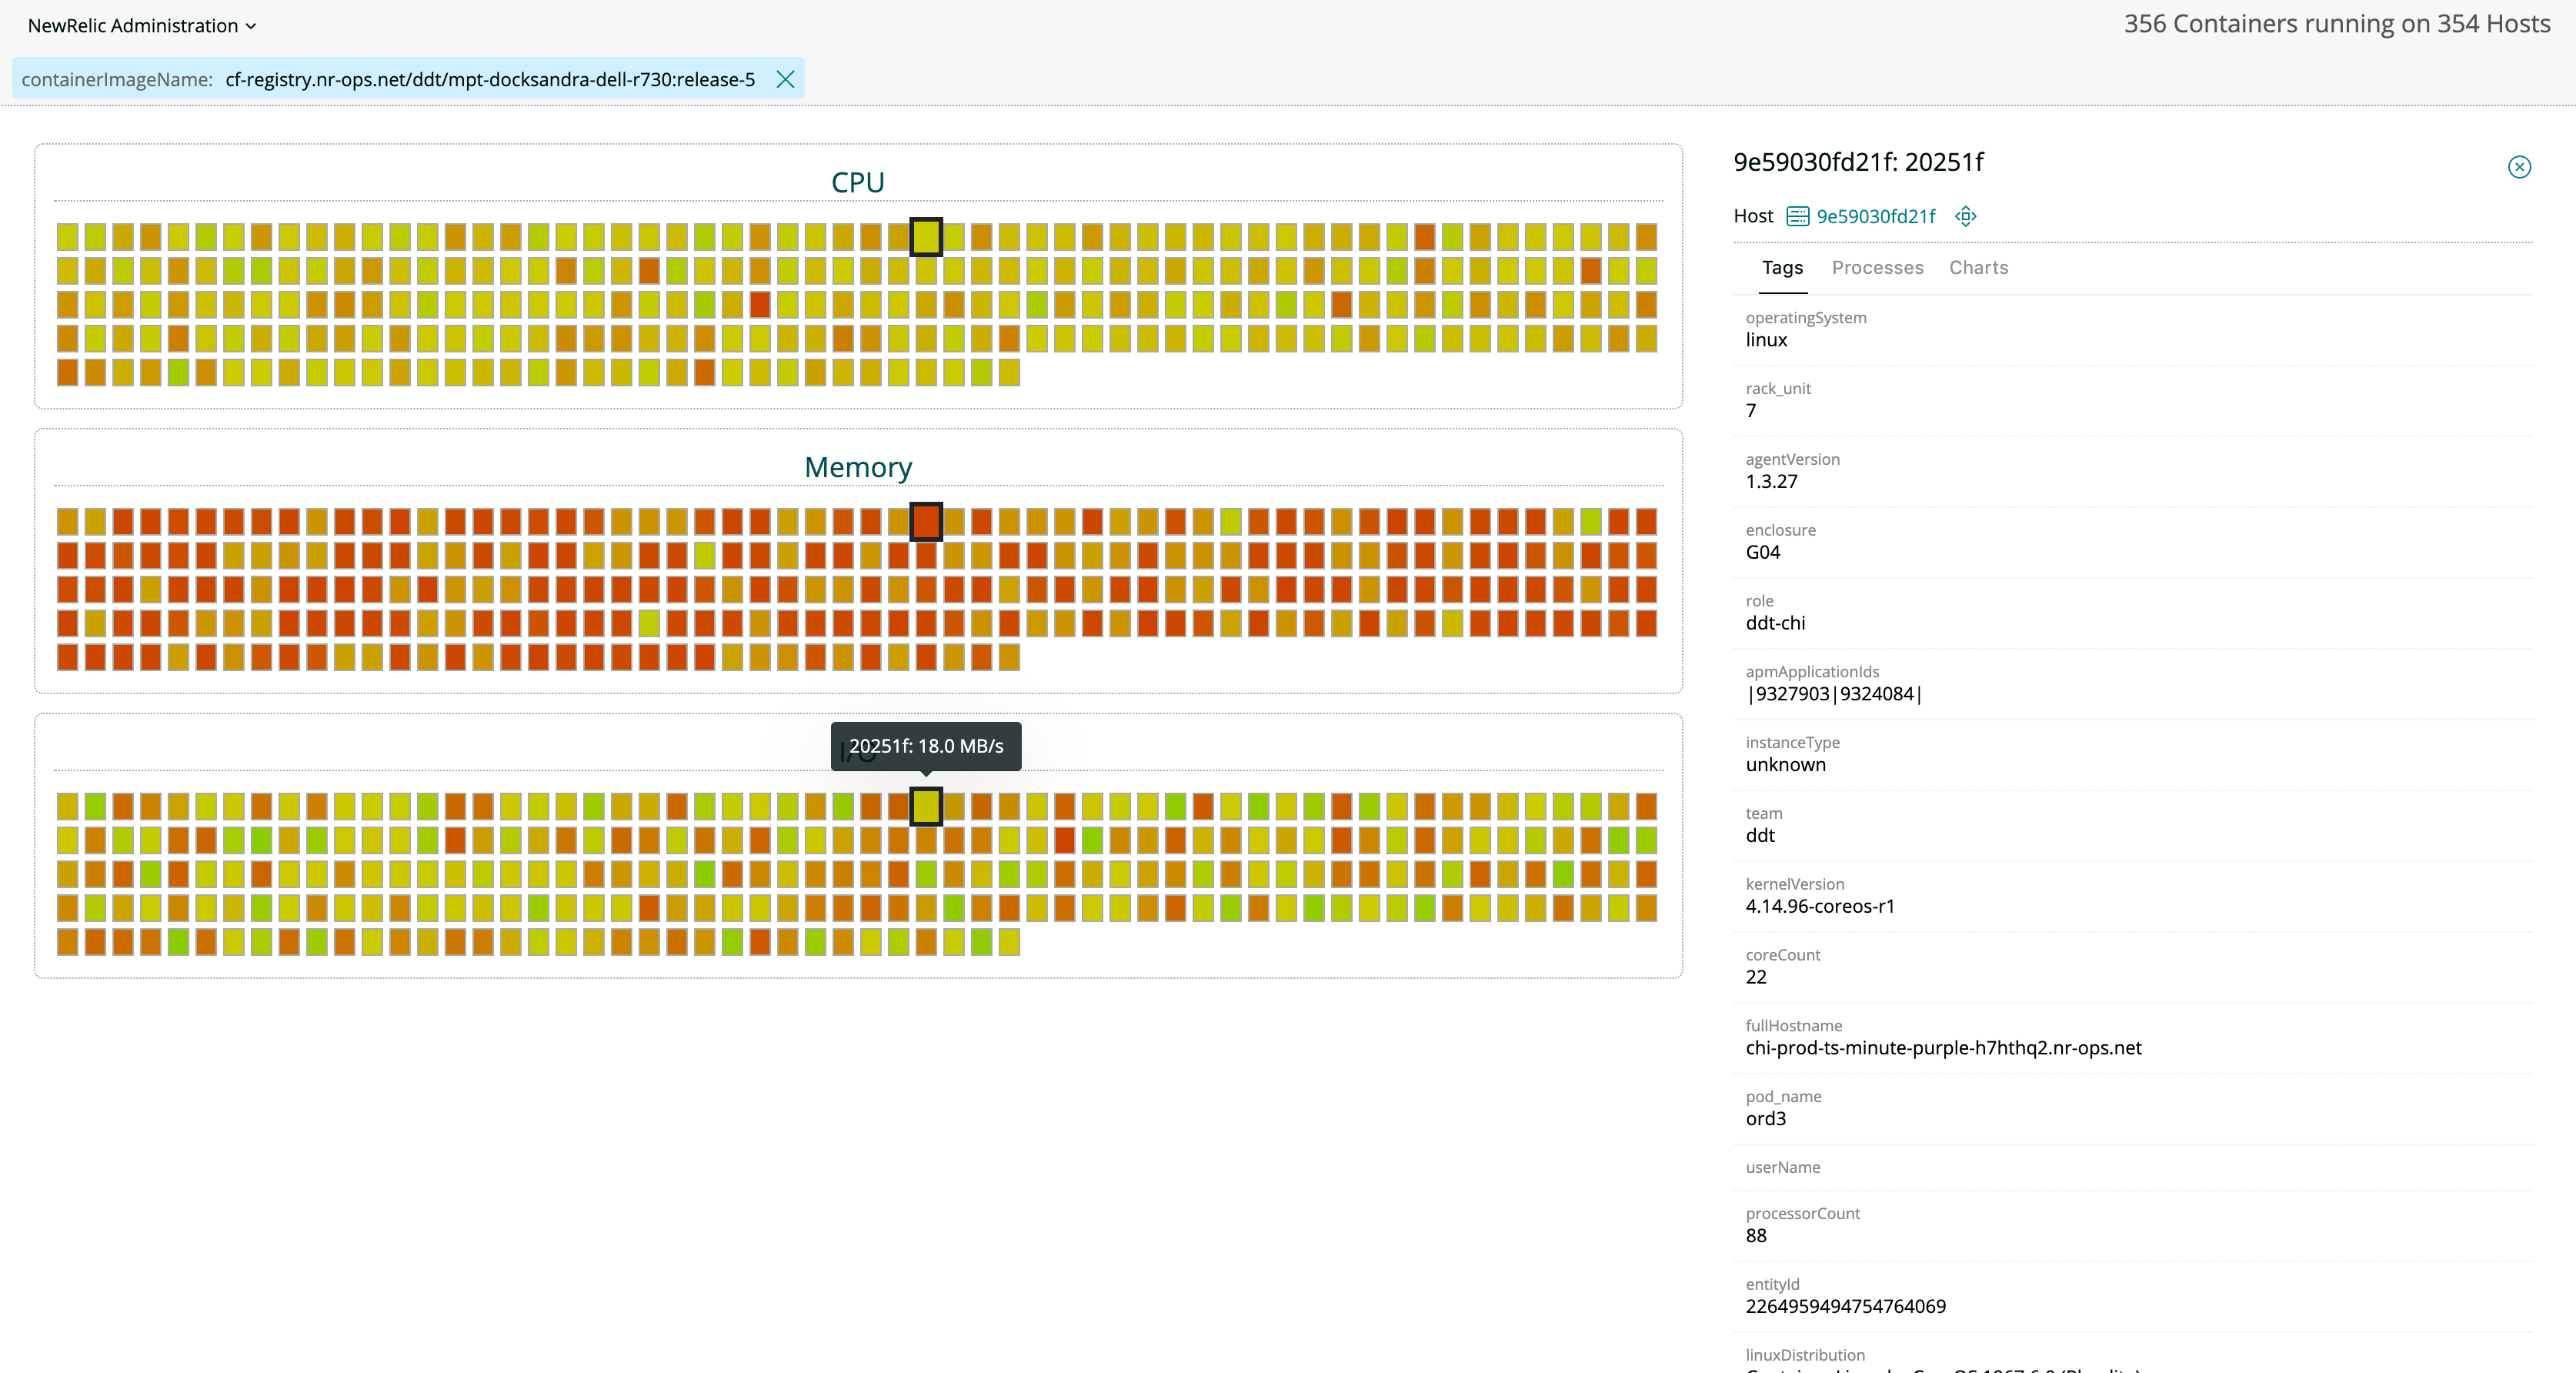 NewRelic Administration
356 Containers running on 354 Hosts
containerImageName: cf-registry.nr-ops.net/ddt/mpt-docksandra-dell-r730:release-5
CPU
Memory
20251f: 18.0 MB/s
I/O
9e59030fd21f: 20251f
Host 9e59030fd21f
Tags Processes Charts
operatingSystem
linux
rack_unit
7
agentVersion
1.3.27
enclosure
G04
role
ddt-chi
apmApplicationIds
|9327903|9324084|
instanceType
unknown
team
ddt
kernelVersion
4.14.96-coreos-r1
coreCount
22
fullHostname
chi-prod-ts-minute-purple-h7hthq2.nr-ops.net
pod_name
ord3
userName
processorCount
88
entityId
2264959494754764069
linuxDistribution